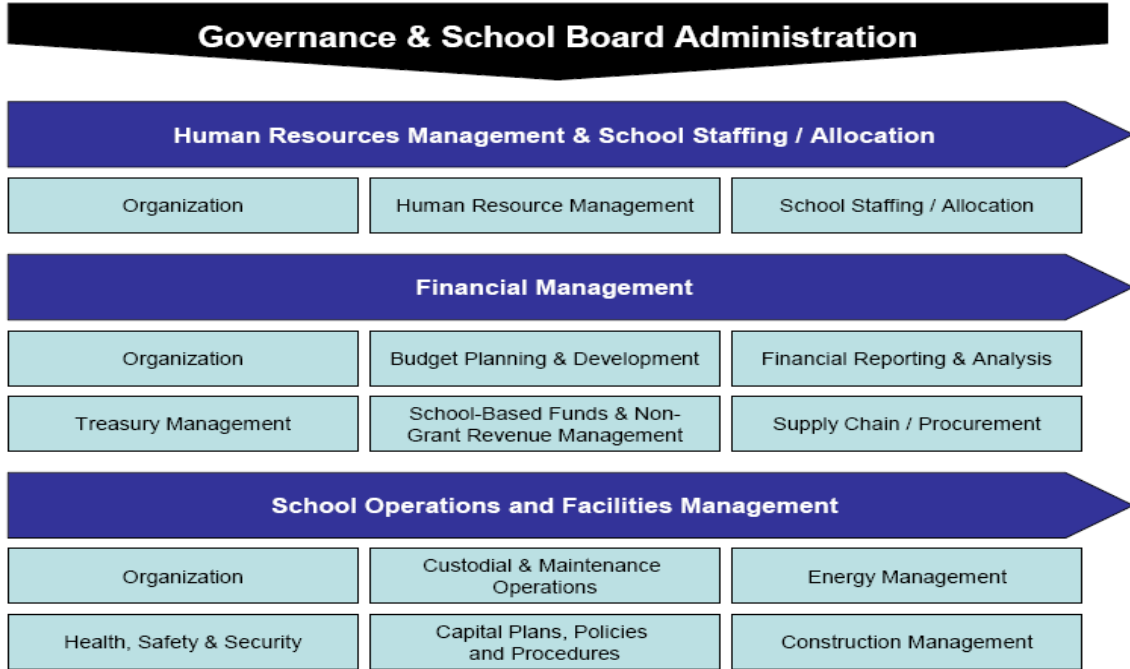 Governance & School Board Administration
Human Resources Management & School Staffing / Allocation
Organization
Human Resource Management
School Staffing / Allocation
Financial Management
Organization
Budget Planning & Development
Financial Reporting & Analysis
Treasury Management
School-Based Funds & Non-
Grant Revenue Management
Supply Chain / Procurement
School Operations and Facilities Management
Organization
Custodial & Maintenance
Operations
Energy Management
Health, Safety & Security
Capital Plans, Policies
and Procedures
Construction Management